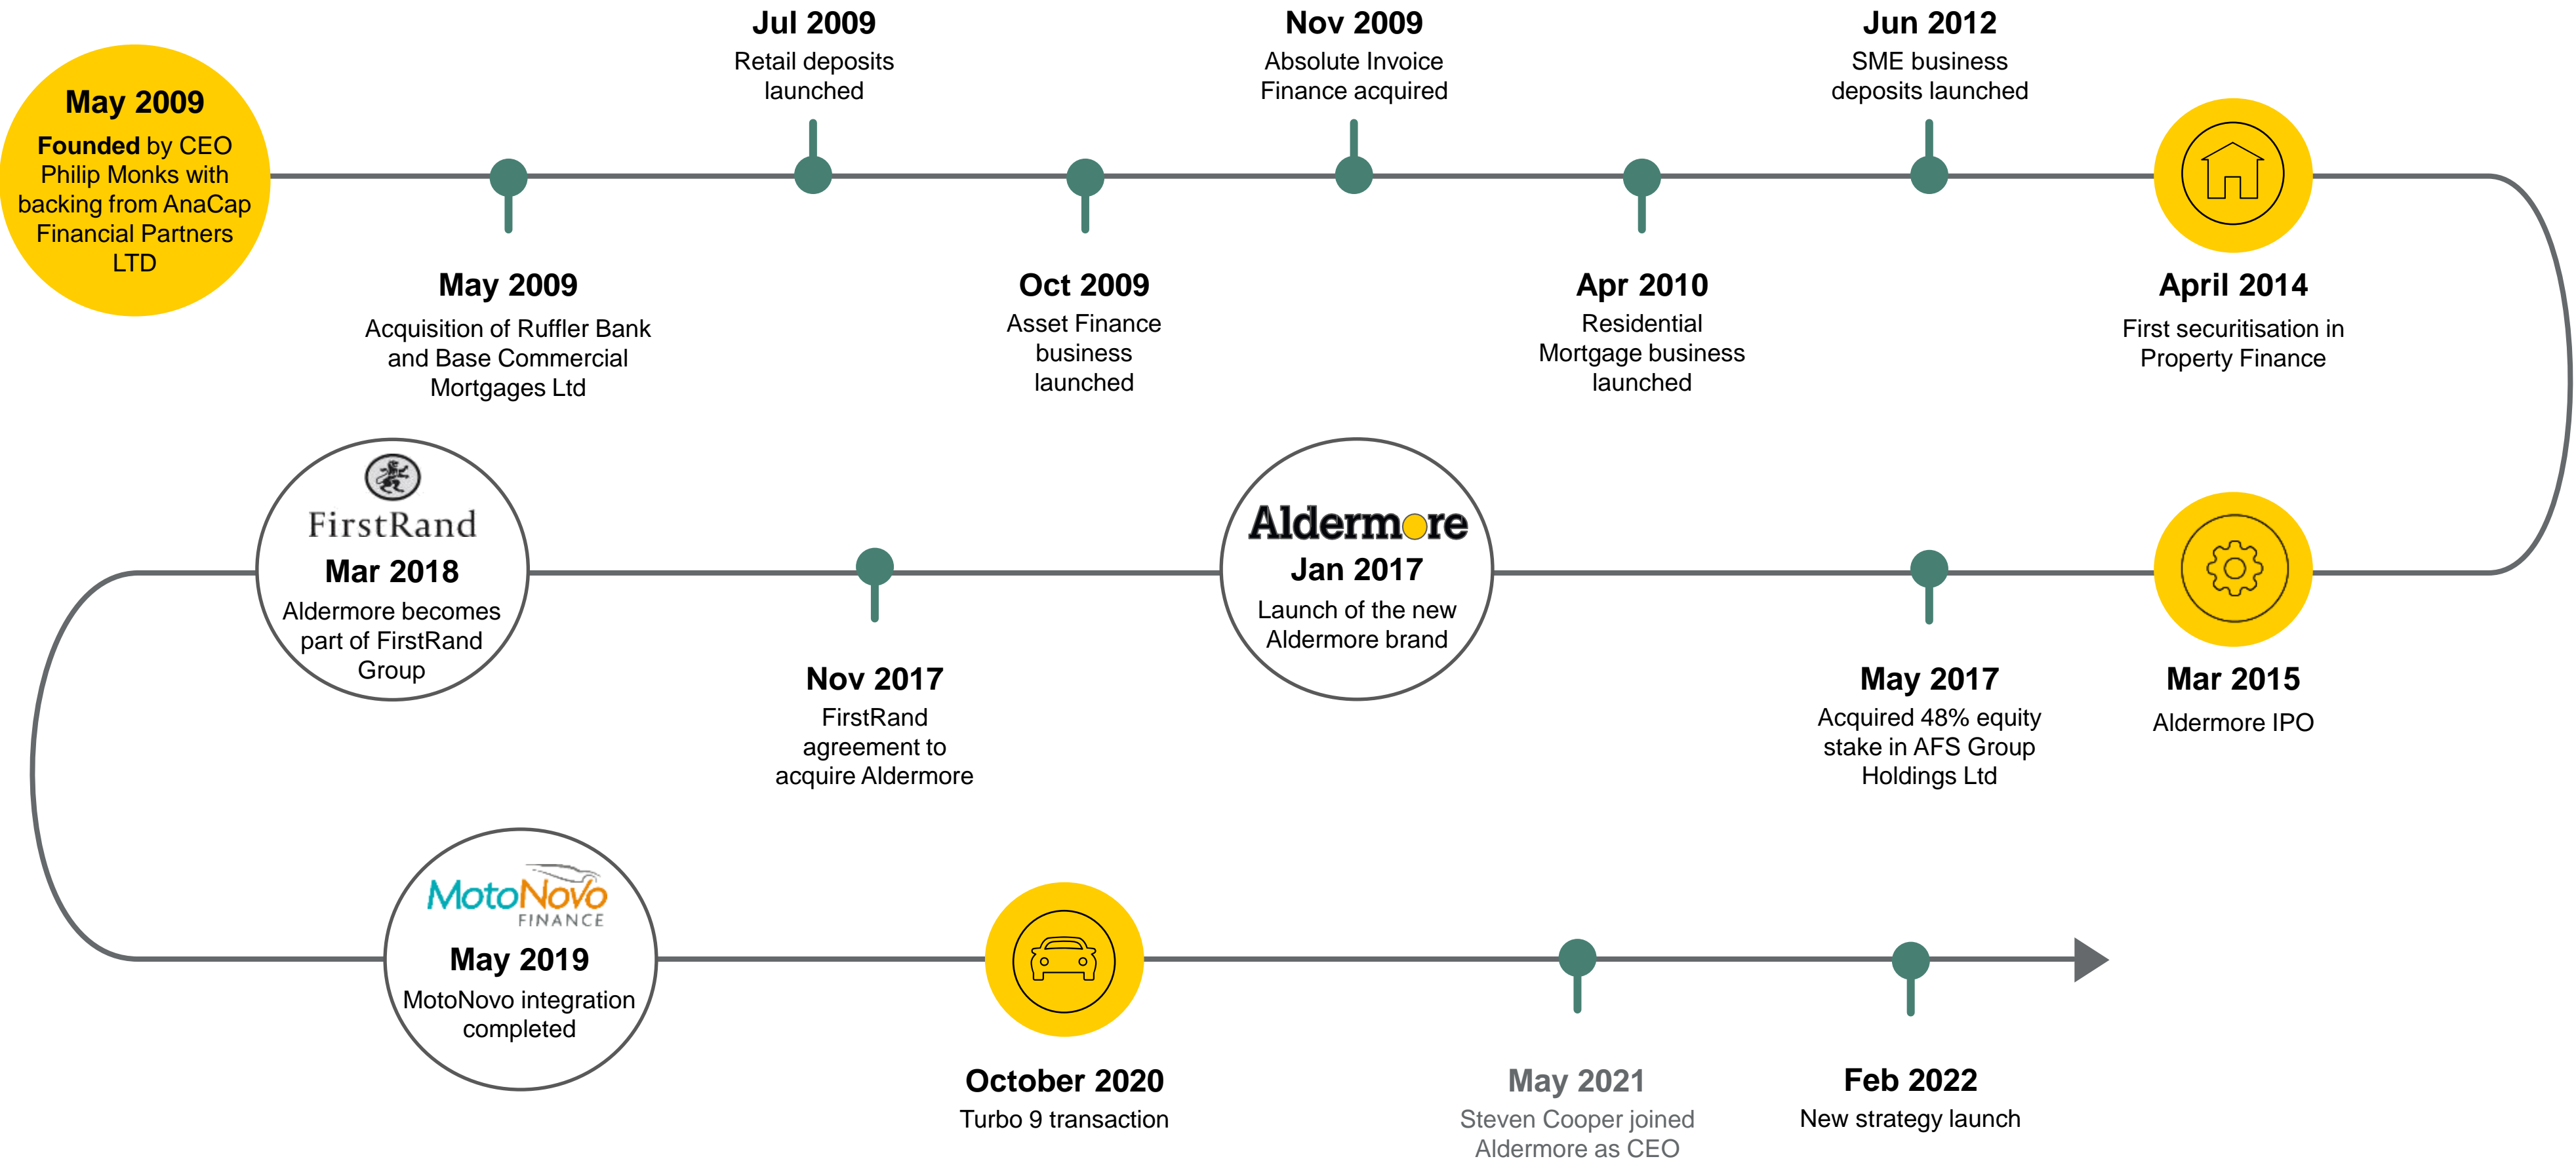 May 2009
Founded by CEO
Philip Monks with
backing from AnaCap
Financial Partners
LTD
May 2009
Acquisition of Ruffler Bank
and Base Commercial
Mortgages Ltd
Jul 2009
Retail deposits
launched
Oct 2009
Asset Finance
business
launched
Nov 2009
Absolute Invoice
Finance acquired
Apr 2010
Residential
Mortgage business
launched
Jun 2012
SME business
deposits launched
April 2014
First securitisation in
Property Finance
Mar 2015
Aldermore IPO
May 2017
Acquired 48% equity
stake in AFS Group
Holdings Ltd
Aldermore
Jan 2017
Launch of the new
Aldermore brand
Nov 2017
FirstRand
agreement to
acquire Aldermore
FirstRand
Mar 2018
Aldermore becomes
part of FirstRand
Group
MotoNovo
FINANCE
May 2019
MotoNovo integration
completed
October 2020
Turbo 9 transaction
May 2021
Steven Cooper joined
Aldermore as CEO
Feb 2022
New strategy launch